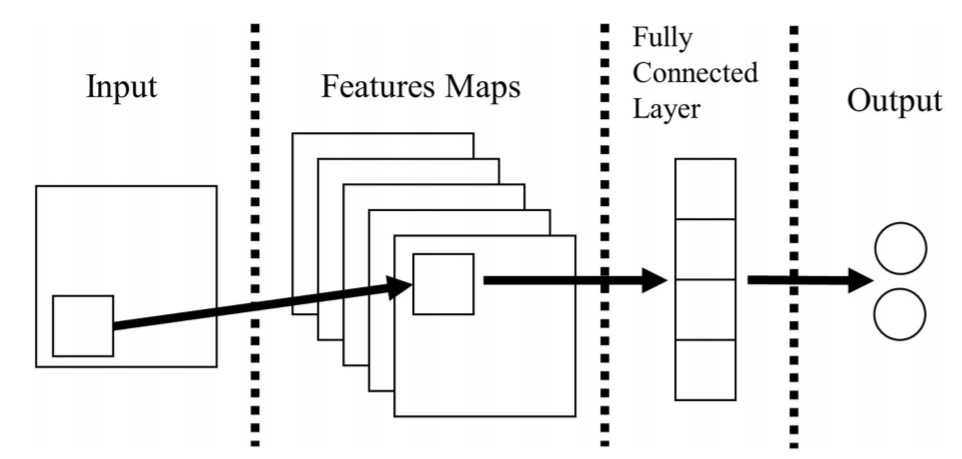 Input
Features Maps
Fully
Connected
Layer
Output